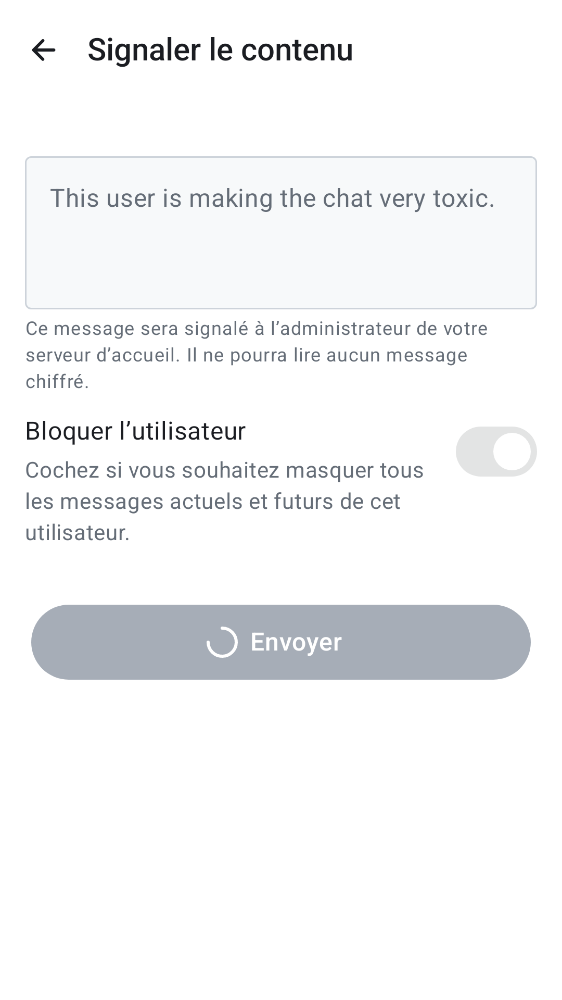 Signaler le contenu
This user is making the chat very toxic.
Ce message sera signalé à l’administrateur de votre
serveur d’accueil. Il ne pourra lire aucun message
chiffré.
Bloquer l’utilisateur
Cochez si vous souhaitez masquer tous
les messages actuels et futurs de cet
utilisateur.
Envoyer